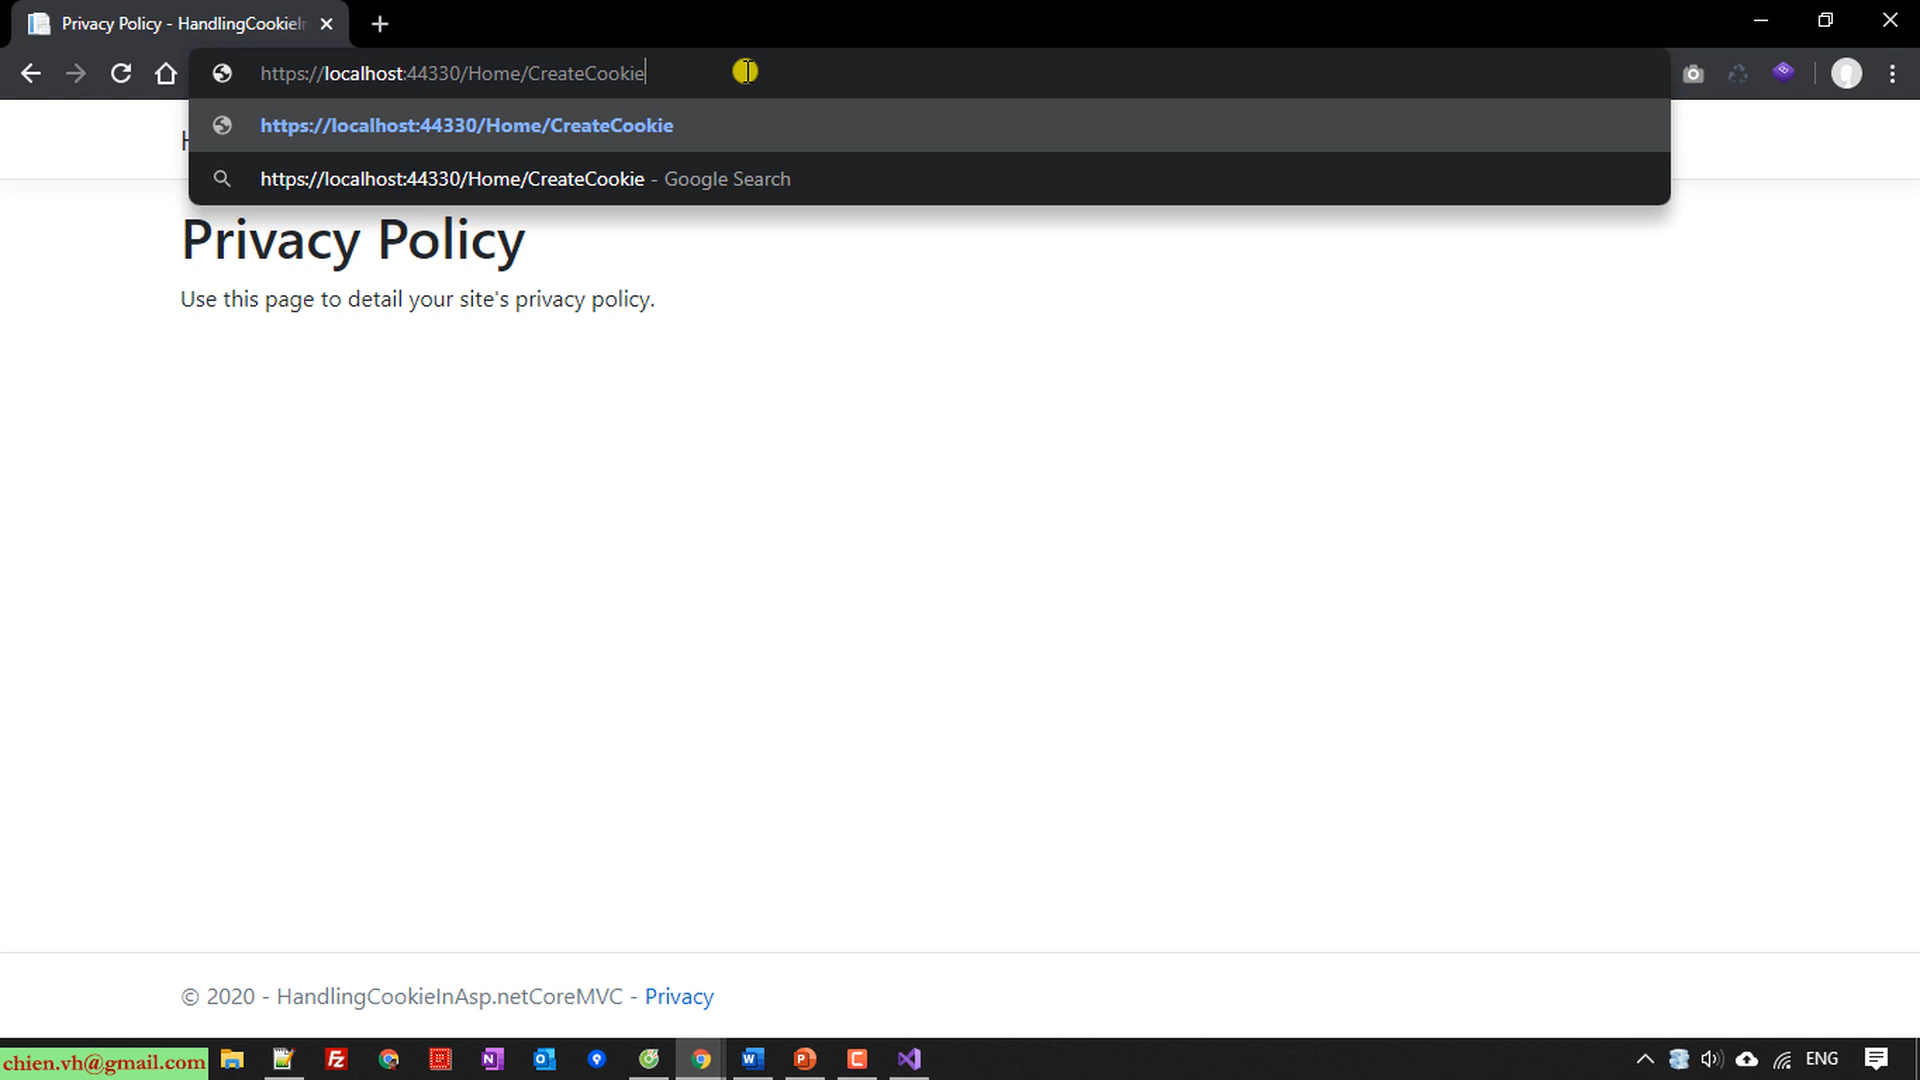 Privacy Policy - HandlingCookieIn
https://localhost:44330/Home/CreateCookie
https://localhost:44330/Home/CreateCookie
https://localhost:44330/Home/CreateCookie - Google Search
Privacy Policy
Use this page to detail your site's privacy policy.
© 2020 - HandlingCookieInAsp.netCoreMVC - Privacy
chien.vh@gmail.com
ENG